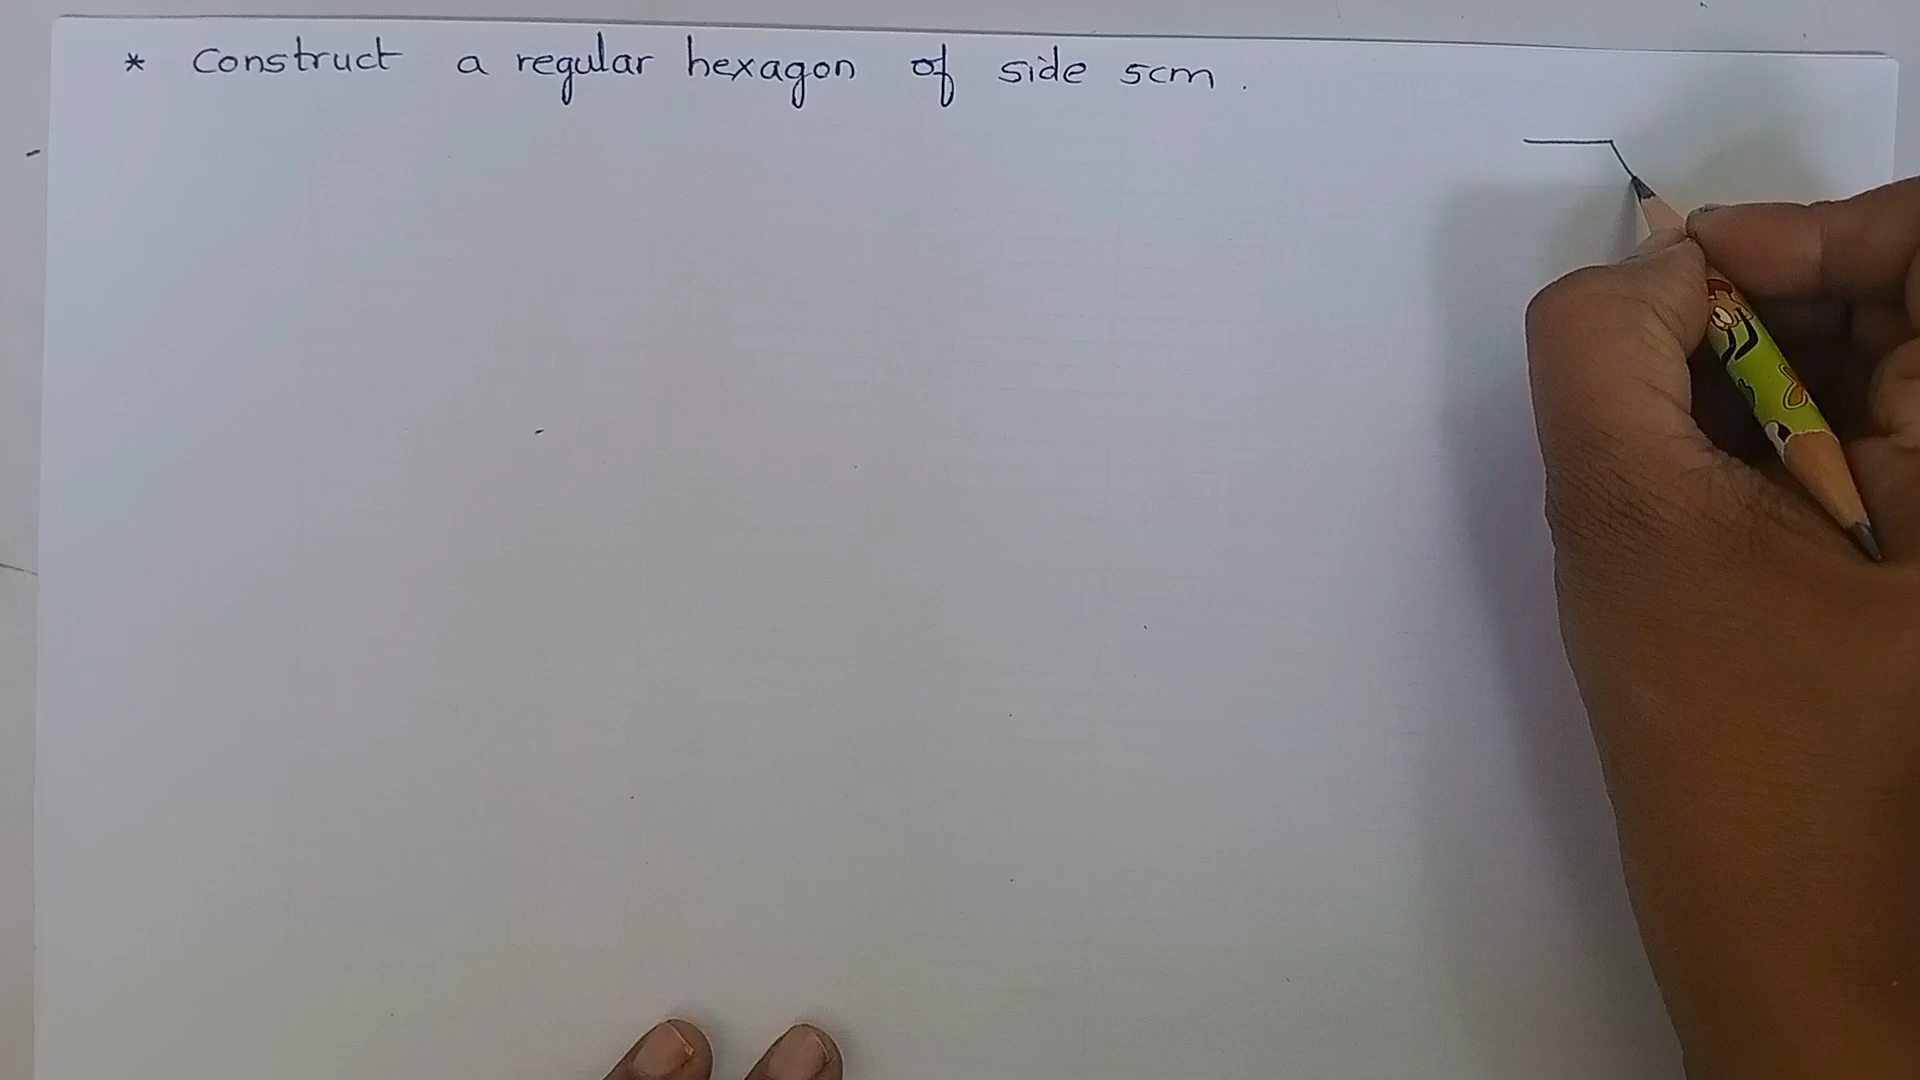 * Construct a regular hexagon of side 5cm .